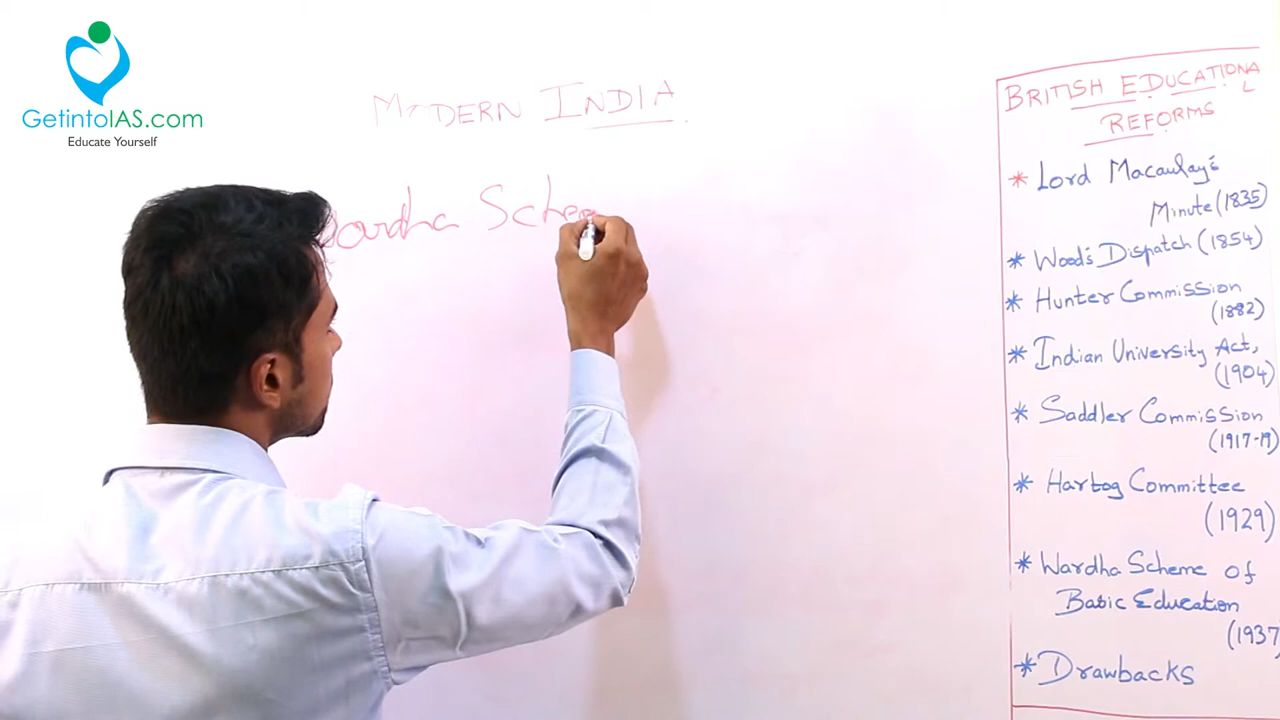 GetintoIAS.com
Educate Yourself
MODERN INDIA
Wardha Schem
BRITISH EDUCATIONAL
REFORMS
* Lord Macaulay's
Minute (1835)
* Wood's Dispatch (1854)
* Hunter Commission
(1882)
* Indian University Act,
(1904)
* Saddler Commission
(1917-19
* Hartog Committee
(1929)
* Wardha Scheme of
Basic Education
(1937
* Drawbacks